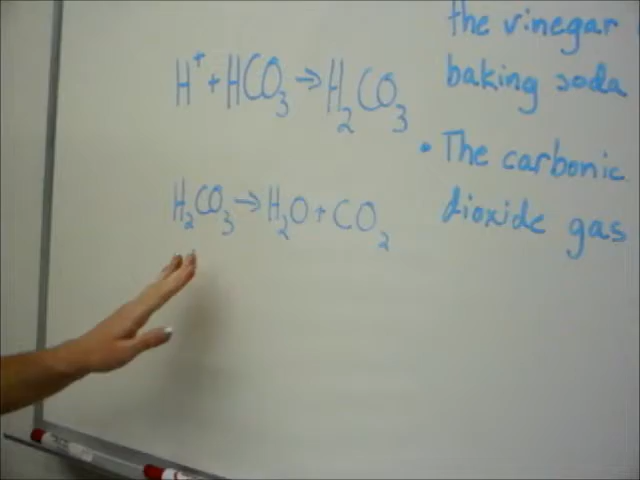 the vinegar
baking soda
H⁺ + HCO₃ → H₂CO₃
• The carbonic
H₂CO₃ → H₂O + CO₂
dioxide gas